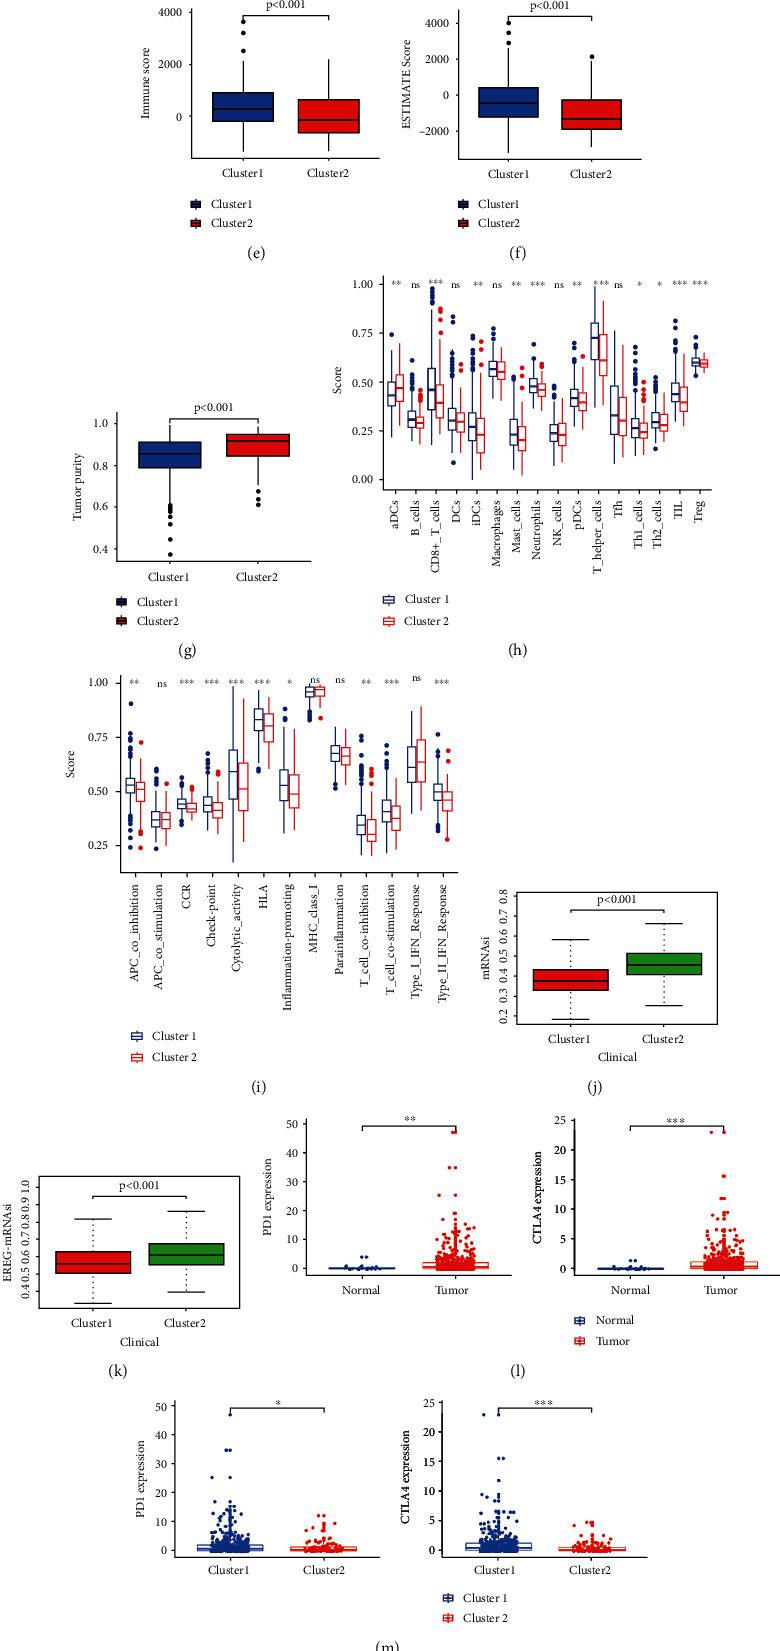 p<0.001
Immune score
4000
2000
0
Cluster1 Cluster2
Cluster1
Cluster2
(e)
p<0.001
ESTIMATE Score
4000
2000
0
−2000
Cluster1 Cluster2
Cluster1
Cluster2
(f)
p<0.001
Tumor purity
1.0
0.8
0.6
0.4
Cluster1 Cluster2
Cluster1
Cluster2
(g)
** ns *** ns ** ns ** *** ns ** *** ns * * *** ***
Score
1.00
0.75
0.50
0.25
0.00
aDCs
B_cells
CD8+_T_cells
DCs
iDCs
Macrophages
Mast_cells
Neutrophils
NK_cells
pDCs
T_helper_cells
Tfh
Th1_cells
Th2_cells
TIL
Treg
Cluster 1
Cluster 2
(h)
** ns *** *** *** *** * ns ns ** *** ns ***
Score
1.00
0.75
0.50
0.25
APC_co_inhibition
APC_co_stimulation
CCR
Check-point
Cytolytic_activity
HLA
Inflammation-promoting
MHC_class_I
Parainflammation
T_cell_co-inhibition
T_cell_co-stimulation
Type_I_IFN_Response
Type_II_IFN_Response
Cluster 1
Cluster 2
(i)
p<0.001
mRNAsi
0.2 0.3 0.4 0.5 0.6 0.7 0.8
Cluster1 Cluster2
Clinical
(j)
p<0.001
EREG-mRNAsi
0.4 0.5 0.6 0.7 0.8 0.9 1.0
Cluster1 Cluster2
Clinical
(k)
**
PD1 expression
50
40
30
20
10
0
Normal Tumor
***
CTLA4 expression
25
20
15
10
5
0
Normal Tumor
Normal
Tumor
(l)
*
PD1 expression
50
40
30
20
10
0
Cluster1 Cluster2
***
CTLA4 expression
25
20
15
10
5
0
Cluster1 Cluster2
Cluster 1
Cluster 2
(m)